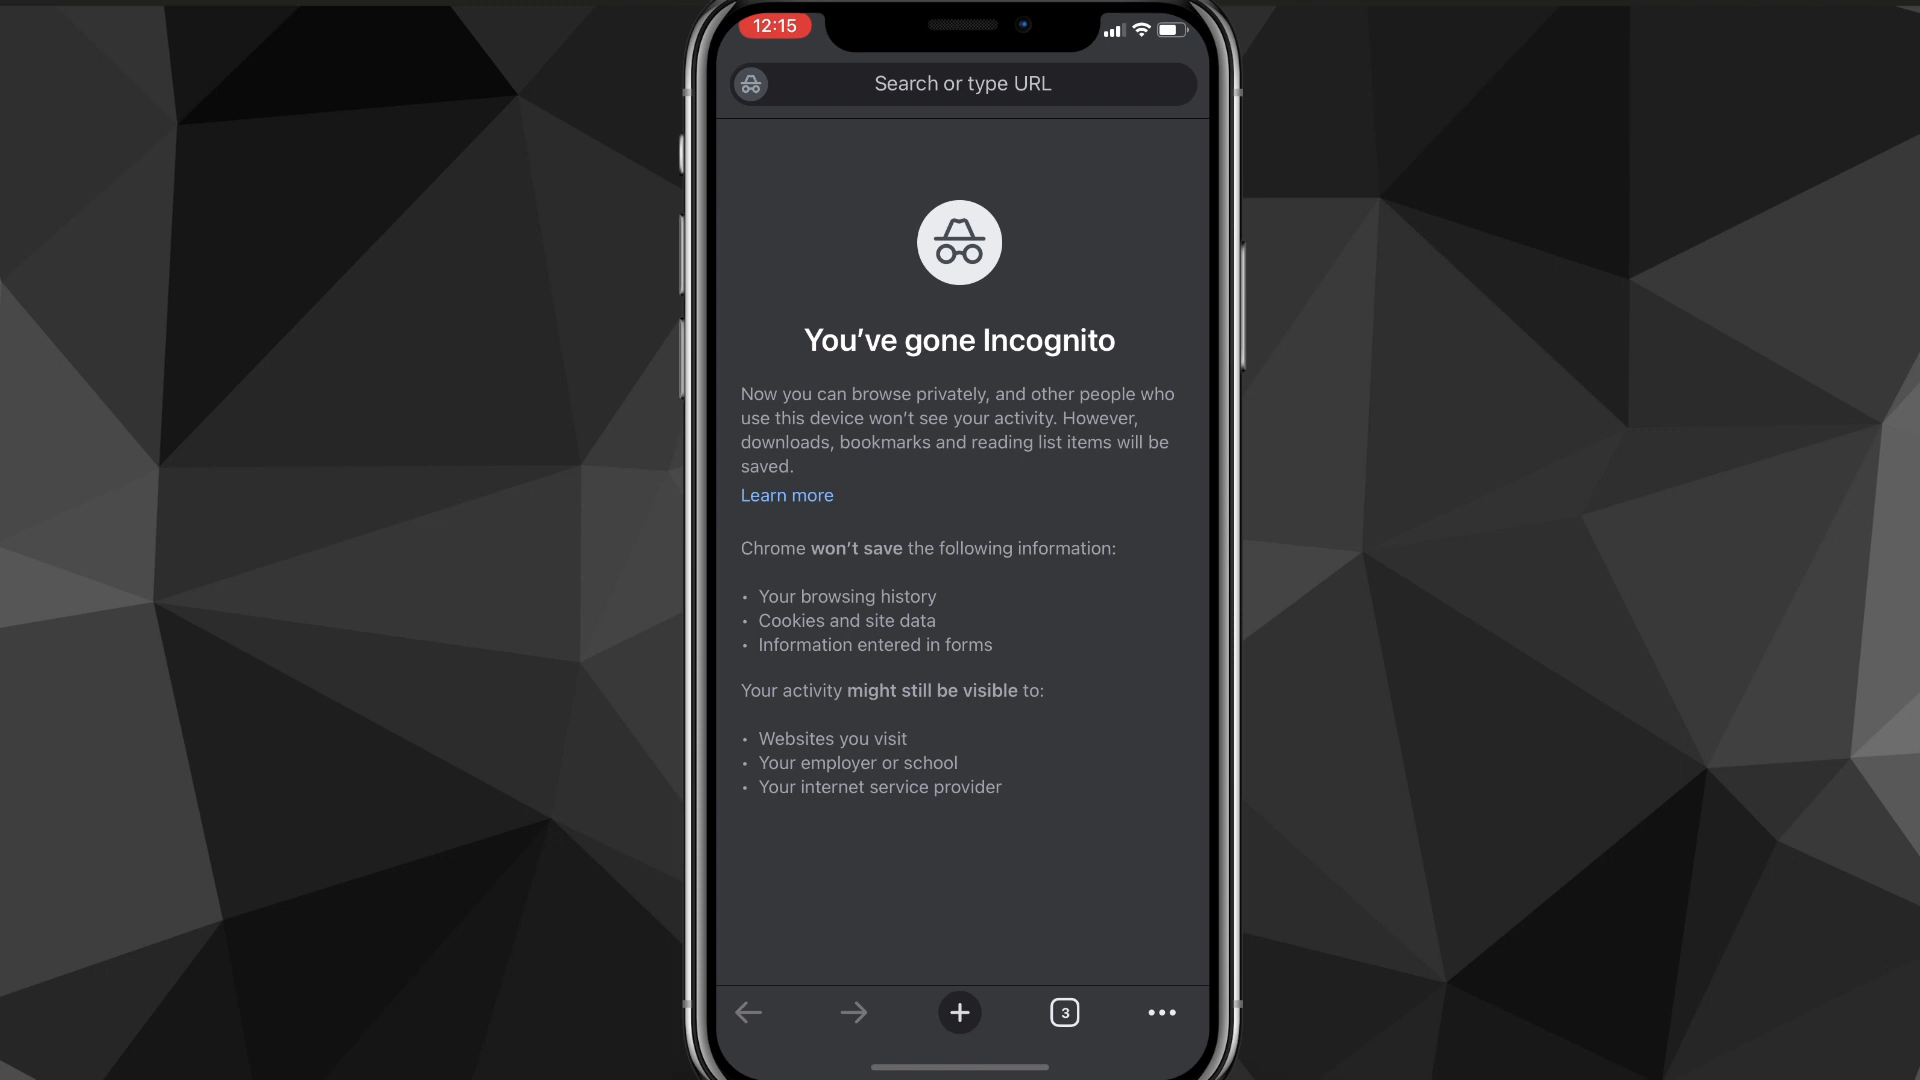 12:15
Search or type URL
You’ve gone Incognito
Now you can browse privately, and other people who
use this device won’t see your activity. However,
downloads, bookmarks and reading list items will be
saved.
Learn more
Chrome won’t save the following information:
• Your browsing history
• Cookies and site data
• Information entered in forms
Your activity might still be visible to:
• Websites you visit
• Your employer or school
• Your internet service provider
3